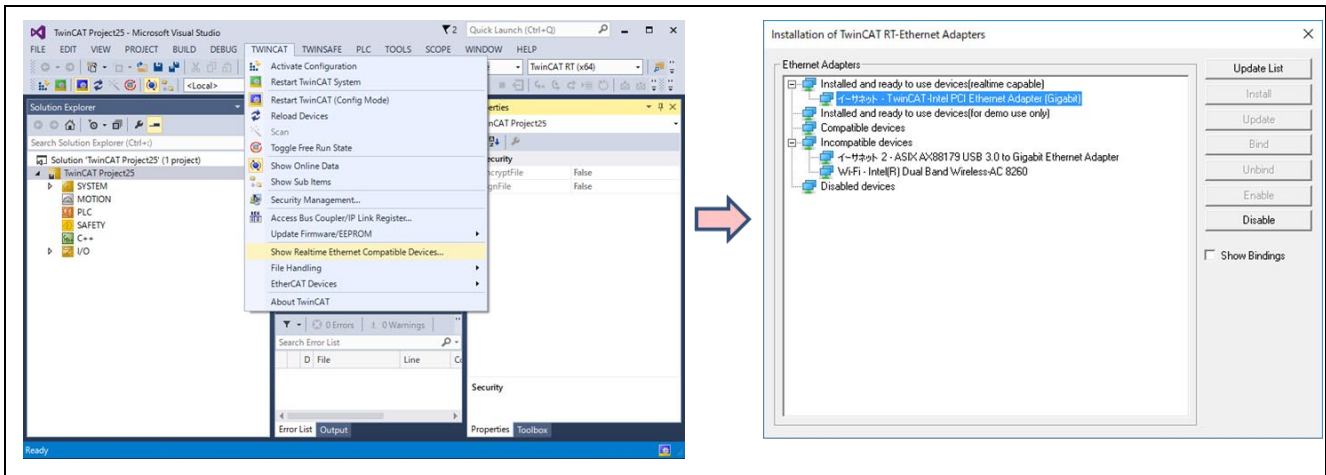 TwinCAT Project25 - Microsoft Visual Studio
2
Quick Launch (Ctrl+Q)
FILE EDIT VIEW PROJECT BUILD DEBUG TWINCAT TWINSAFE PLC TOOLS SCOPE WINDOW HELP
TwinCAT RT (x64)
<Local>
Solution Explorer
Search Solution Explorer (Ctrl+;)
Solution 'TwinCAT Project25' (1 project)
TwinCAT Project25
SYSTEM
MOTION
PLC
SAFETY
C++
I/O
Activate Configuration
Restart TwinCAT System
Restart TwinCAT (Config Mode)
Reload Devices
Scan
Toggle Free Run State
Show Online Data
Show Sub Items
Security Management...
Access Bus Coupler/IP Link Register...
Update Firmware/EEPROM
Show Realtime Ethernet Compatible Devices...
File Handling
EtherCAT Devices
About TwinCAT
erties
nCAT Project25
curity
cryptFile False
gnFile False
0 Errors 0 Warnings
Search Error List
D File Line Co
Security
Error List Output
Properties Toolbox
Ready
Installation of TwinCAT RT-Ethernet Adapters
Ethernet Adapters
Installed and ready to use devices(realtime capable)
イーサネット - TwinCAT-Intel PCI Ethernet Adapter (Gigabit)
Installed and ready to use devices(for demo use only)
Compatible devices
Incompatible devices
イーサネット 2 - ASIX AX88179 USB 3.0 to Gigabit Ethernet Adapter
Wi-Fi - Intel(R) Dual Band Wireless-AC 8260
Disabled devices
Update List
Install
Update
Bind
Unbind
Enable
Disable
Show Bindings